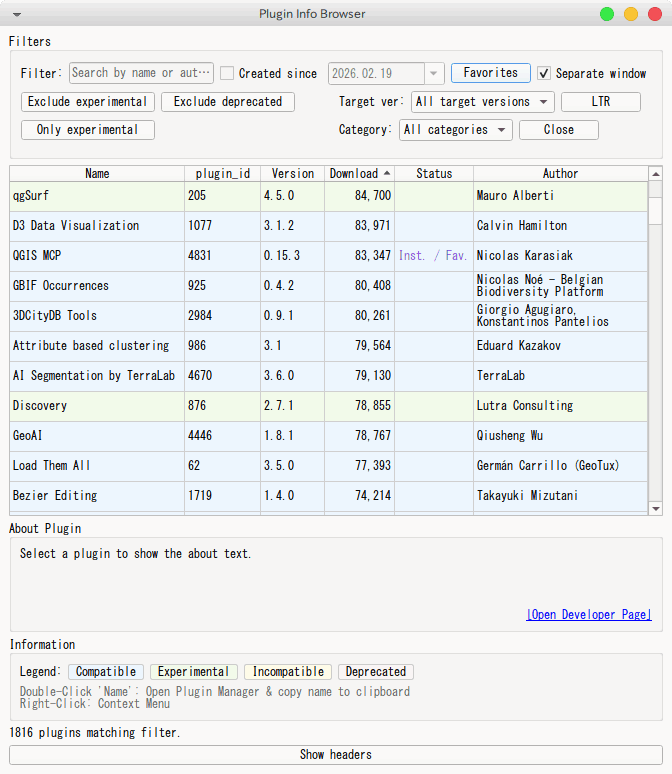 Plugin Info Browser
Filters
Filter: Search by name or aut… Created since 2026.02.19 Favorites Separate window
Exclude experimental Exclude deprecated Target ver: All target versions LTR
Only experimental Category: All categories Close
Name plugin_id Version Download Status Author
qgSurf 205 4.5.0 84,700 Mauro Alberti
D3 Data Visualization 1077 3.1.2 83,971 Calvin Hamilton
QGIS MCP 4831 0.15.3 83,347 Inst. / Fav. Nicolas Karasiak
GBIF Occurrences 925 0.4.2 80,408 Nicolas Noé - Belgian
Biodiversity Platform
3DCityDB Tools 2984 0.9.1 80,261 Giorgio Agugiaro,
Konstantinos Pantelios
Attribute based clustering 986 3.1 79,564 Eduard Kazakov
AI Segmentation by TerraLab 4670 3.6.0 79,130 TerraLab
Discovery 876 2.7.1 78,855 Lutra Consulting
GeoAI 4446 1.8.1 78,767 Qiusheng Wu
Load Them All 62 3.5.0 77,393 Germán Carrillo (GeoTux)
Bezier Editing 1719 1.4.0 74,214 Takayuki Mizutani
About Plugin
Select a plugin to show the about text.
[Open Developer Page]
Information
Legend: Compatible Experimental Incompatible Deprecated
Double-Click 'Name': Open Plugin Manager & copy name to clipboard
Right-Click: Context Menu
1816 plugins matching filter.
Show headers